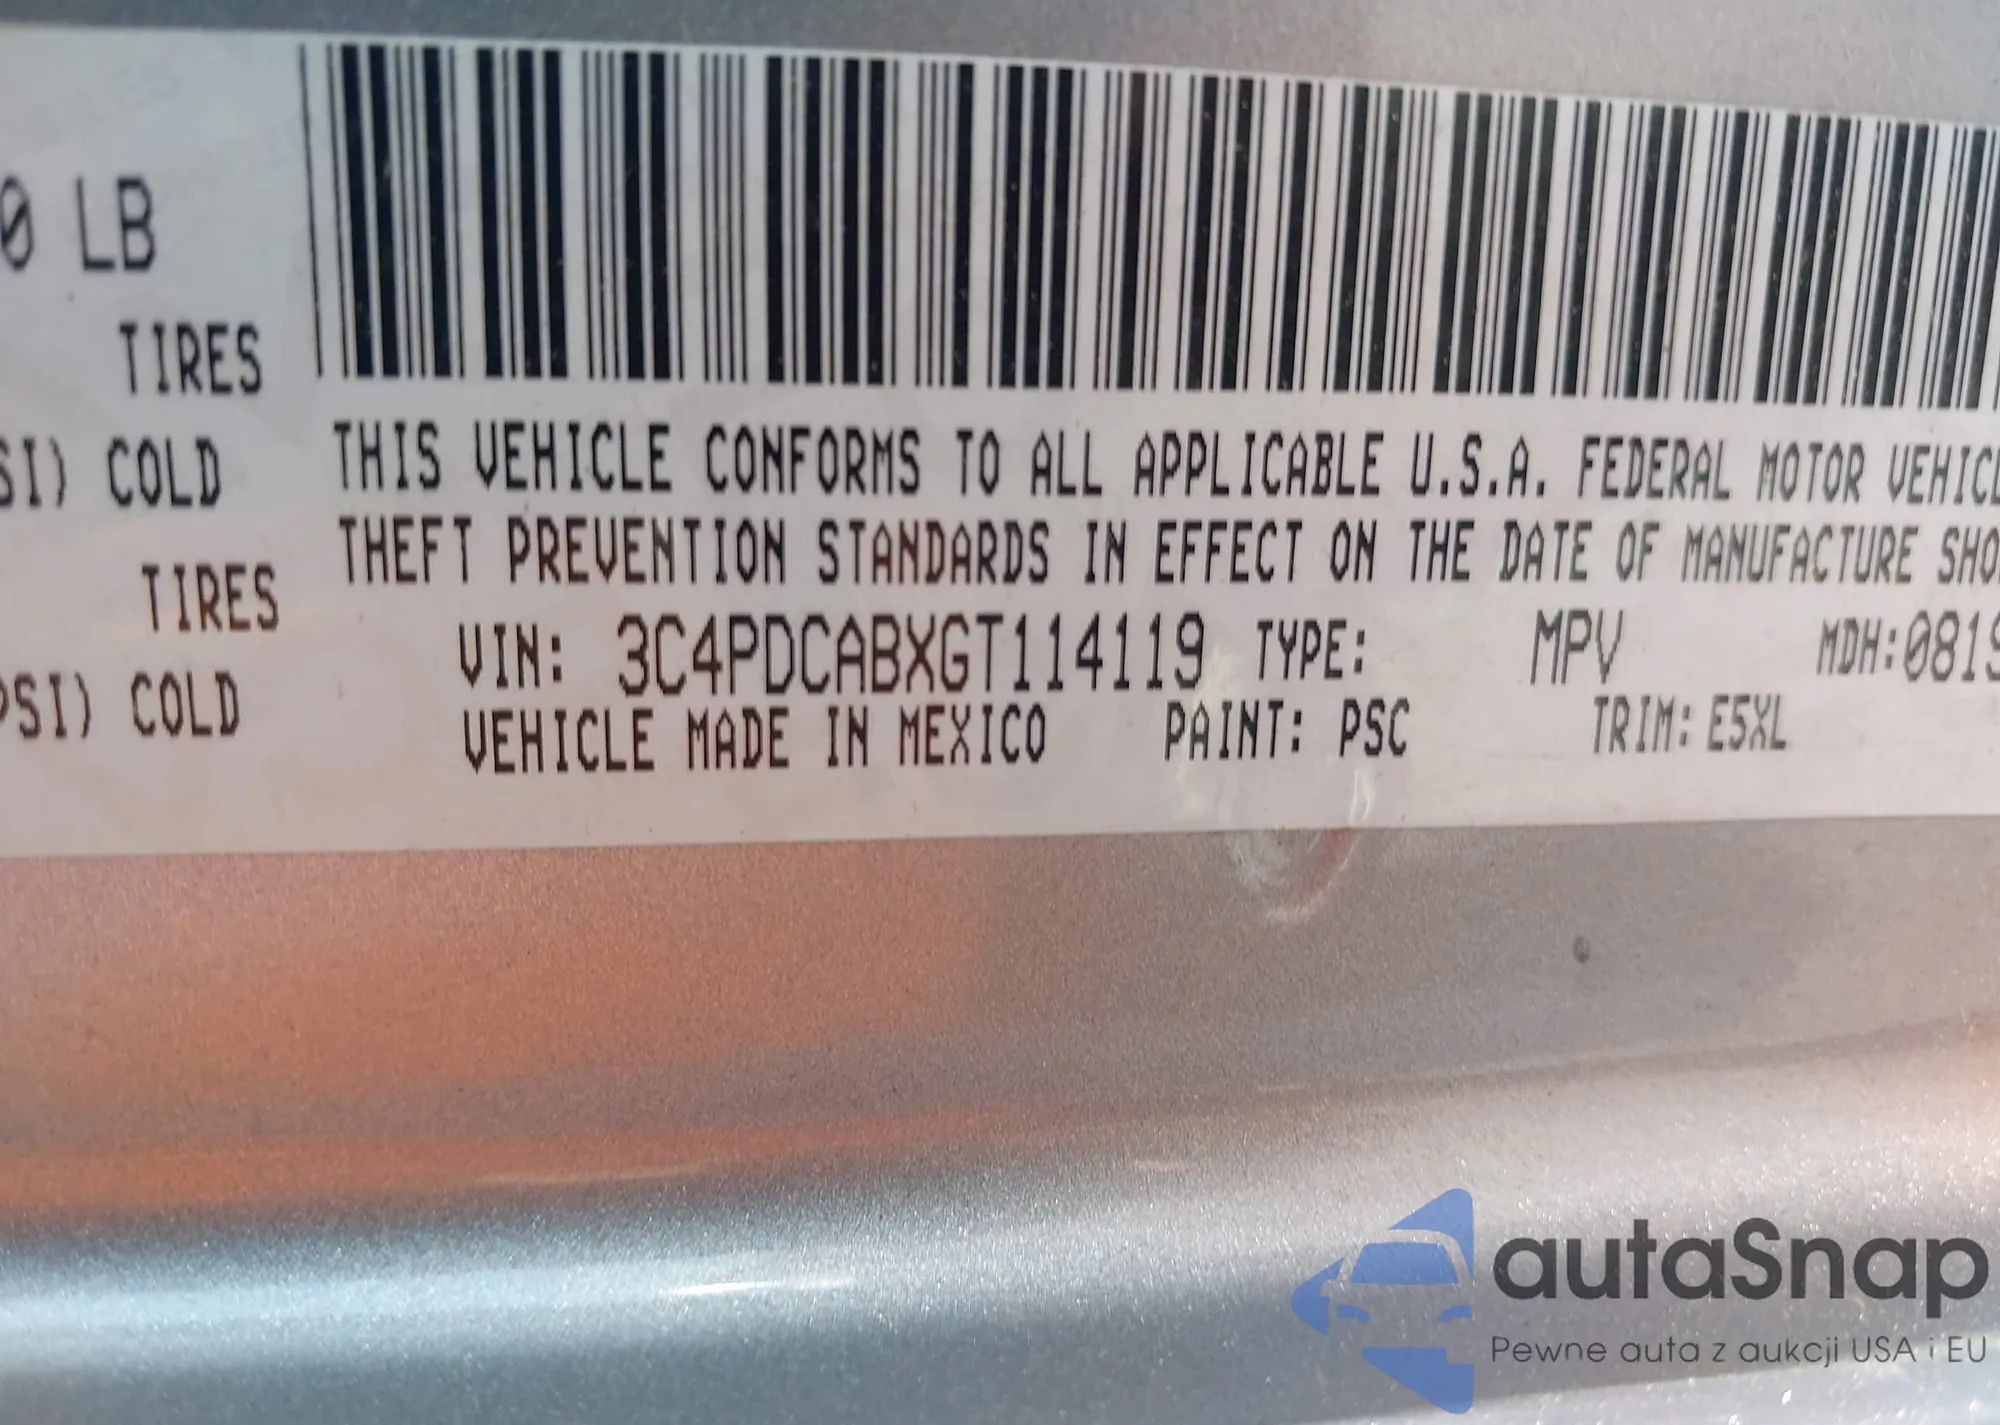 0 LB
TIRES
SI) COLD
TIRES
PSI) COLD
THIS VEHICLE CONFORMS TO ALL APPLICABLE U.S.A. FEDERAL MOTOR VEHICL
THEFT PREVENTION STANDARDS IN EFFECT ON THE DATE OF MANUFACTURE SHO
VIN: 3C4PDCABXGT114119 TYPE: MPV MDH:0819
VEHICLE MADE IN MEXICO PAINT: PSC TRIM: E5XL
autaSnap
Pewne auta z aukcji USA i EU